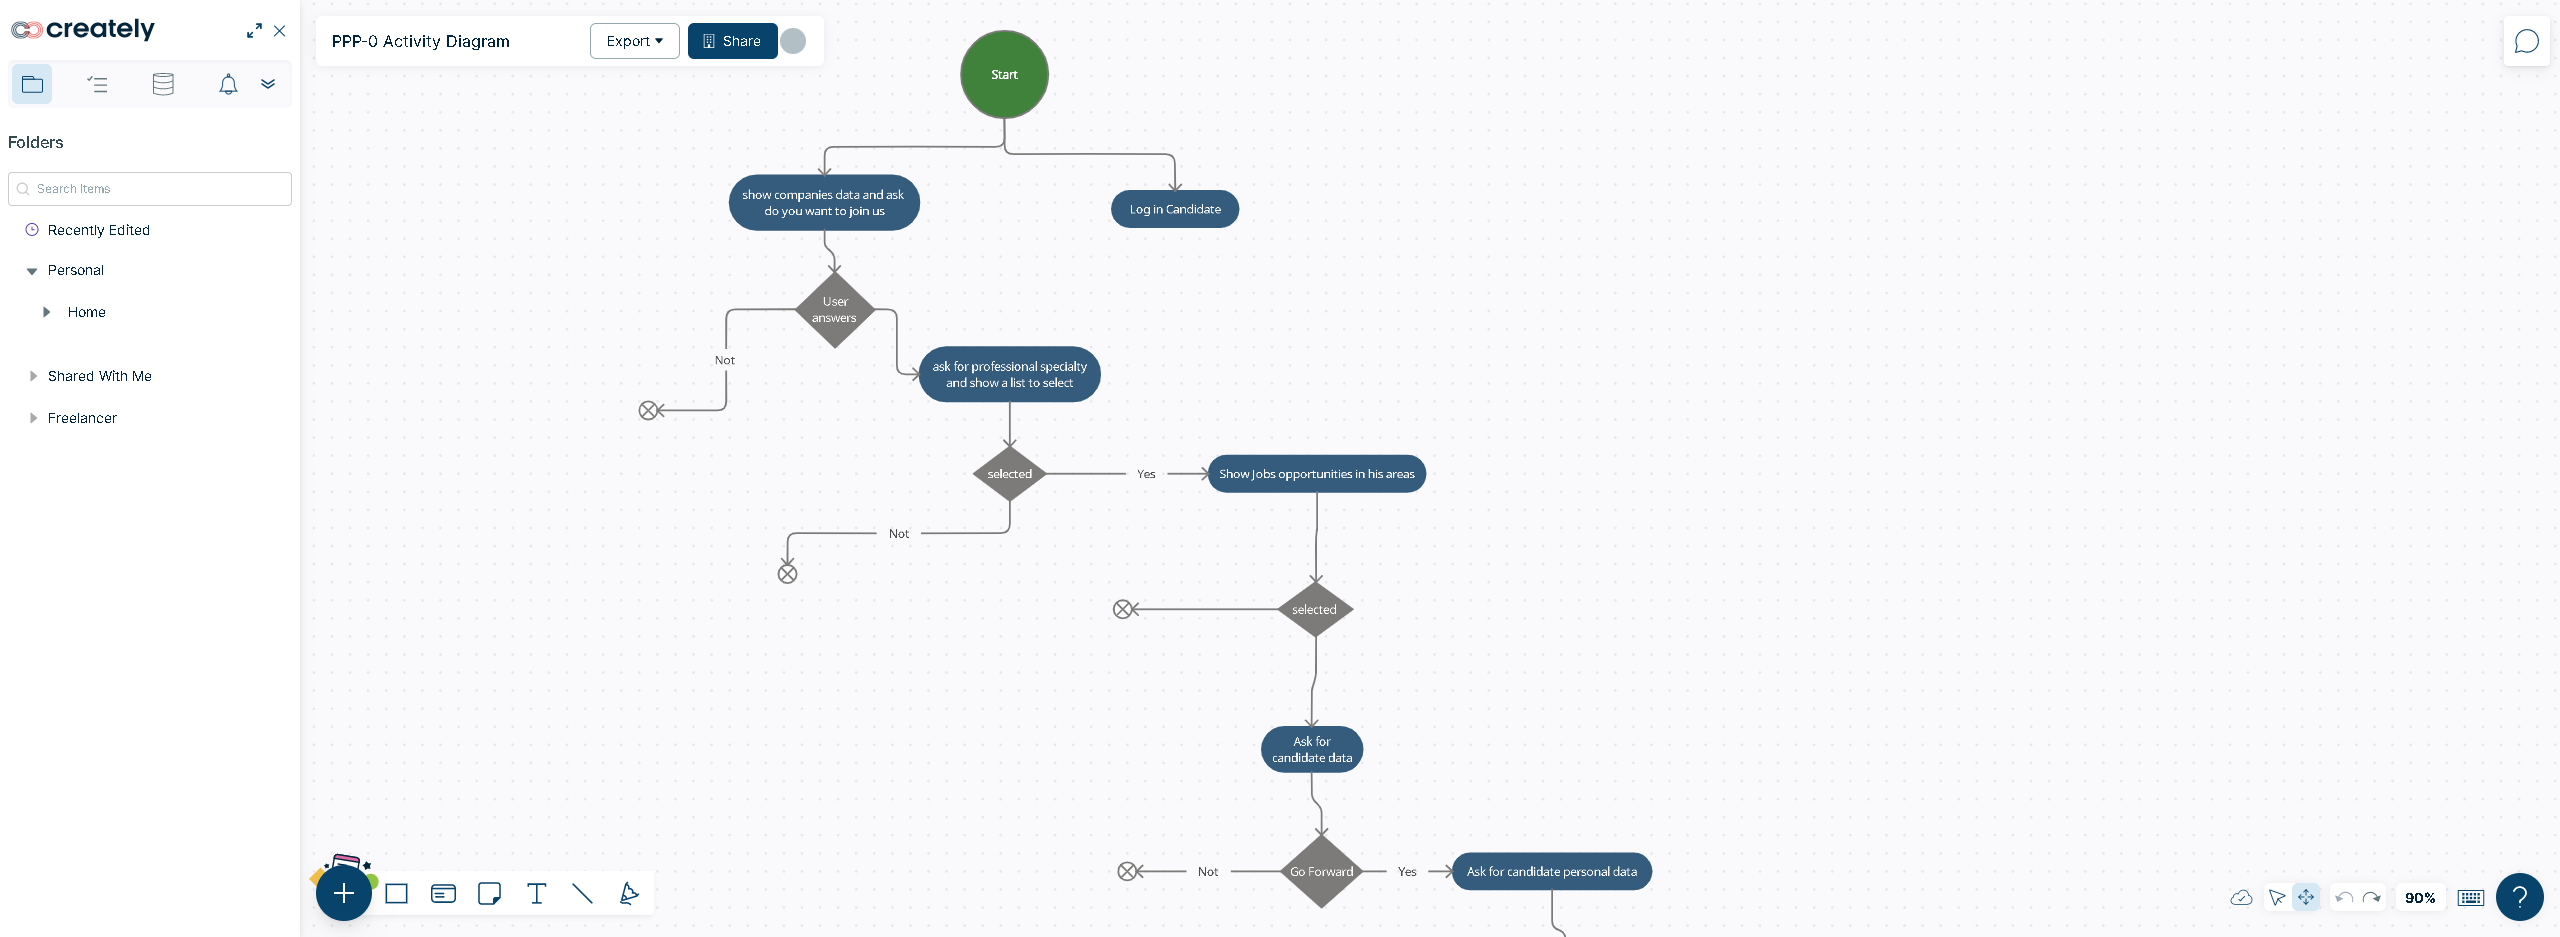 creately
PPP-0 Activity Diagram
Export
Share
Folders
Search Items
Recently Edited
Personal
Home
Shared With Me
Freelancer
Start
show companies data and ask
do you want to join us
Log in Candidate
User
answers
Not
ask for professional specialty
and show a list to select
selected
Yes
Show Jobs opportunities in his areas
Not
selected
Ask for
candidate data
Not
Go Forward
Yes
Ask for candidate personal data
90%
?